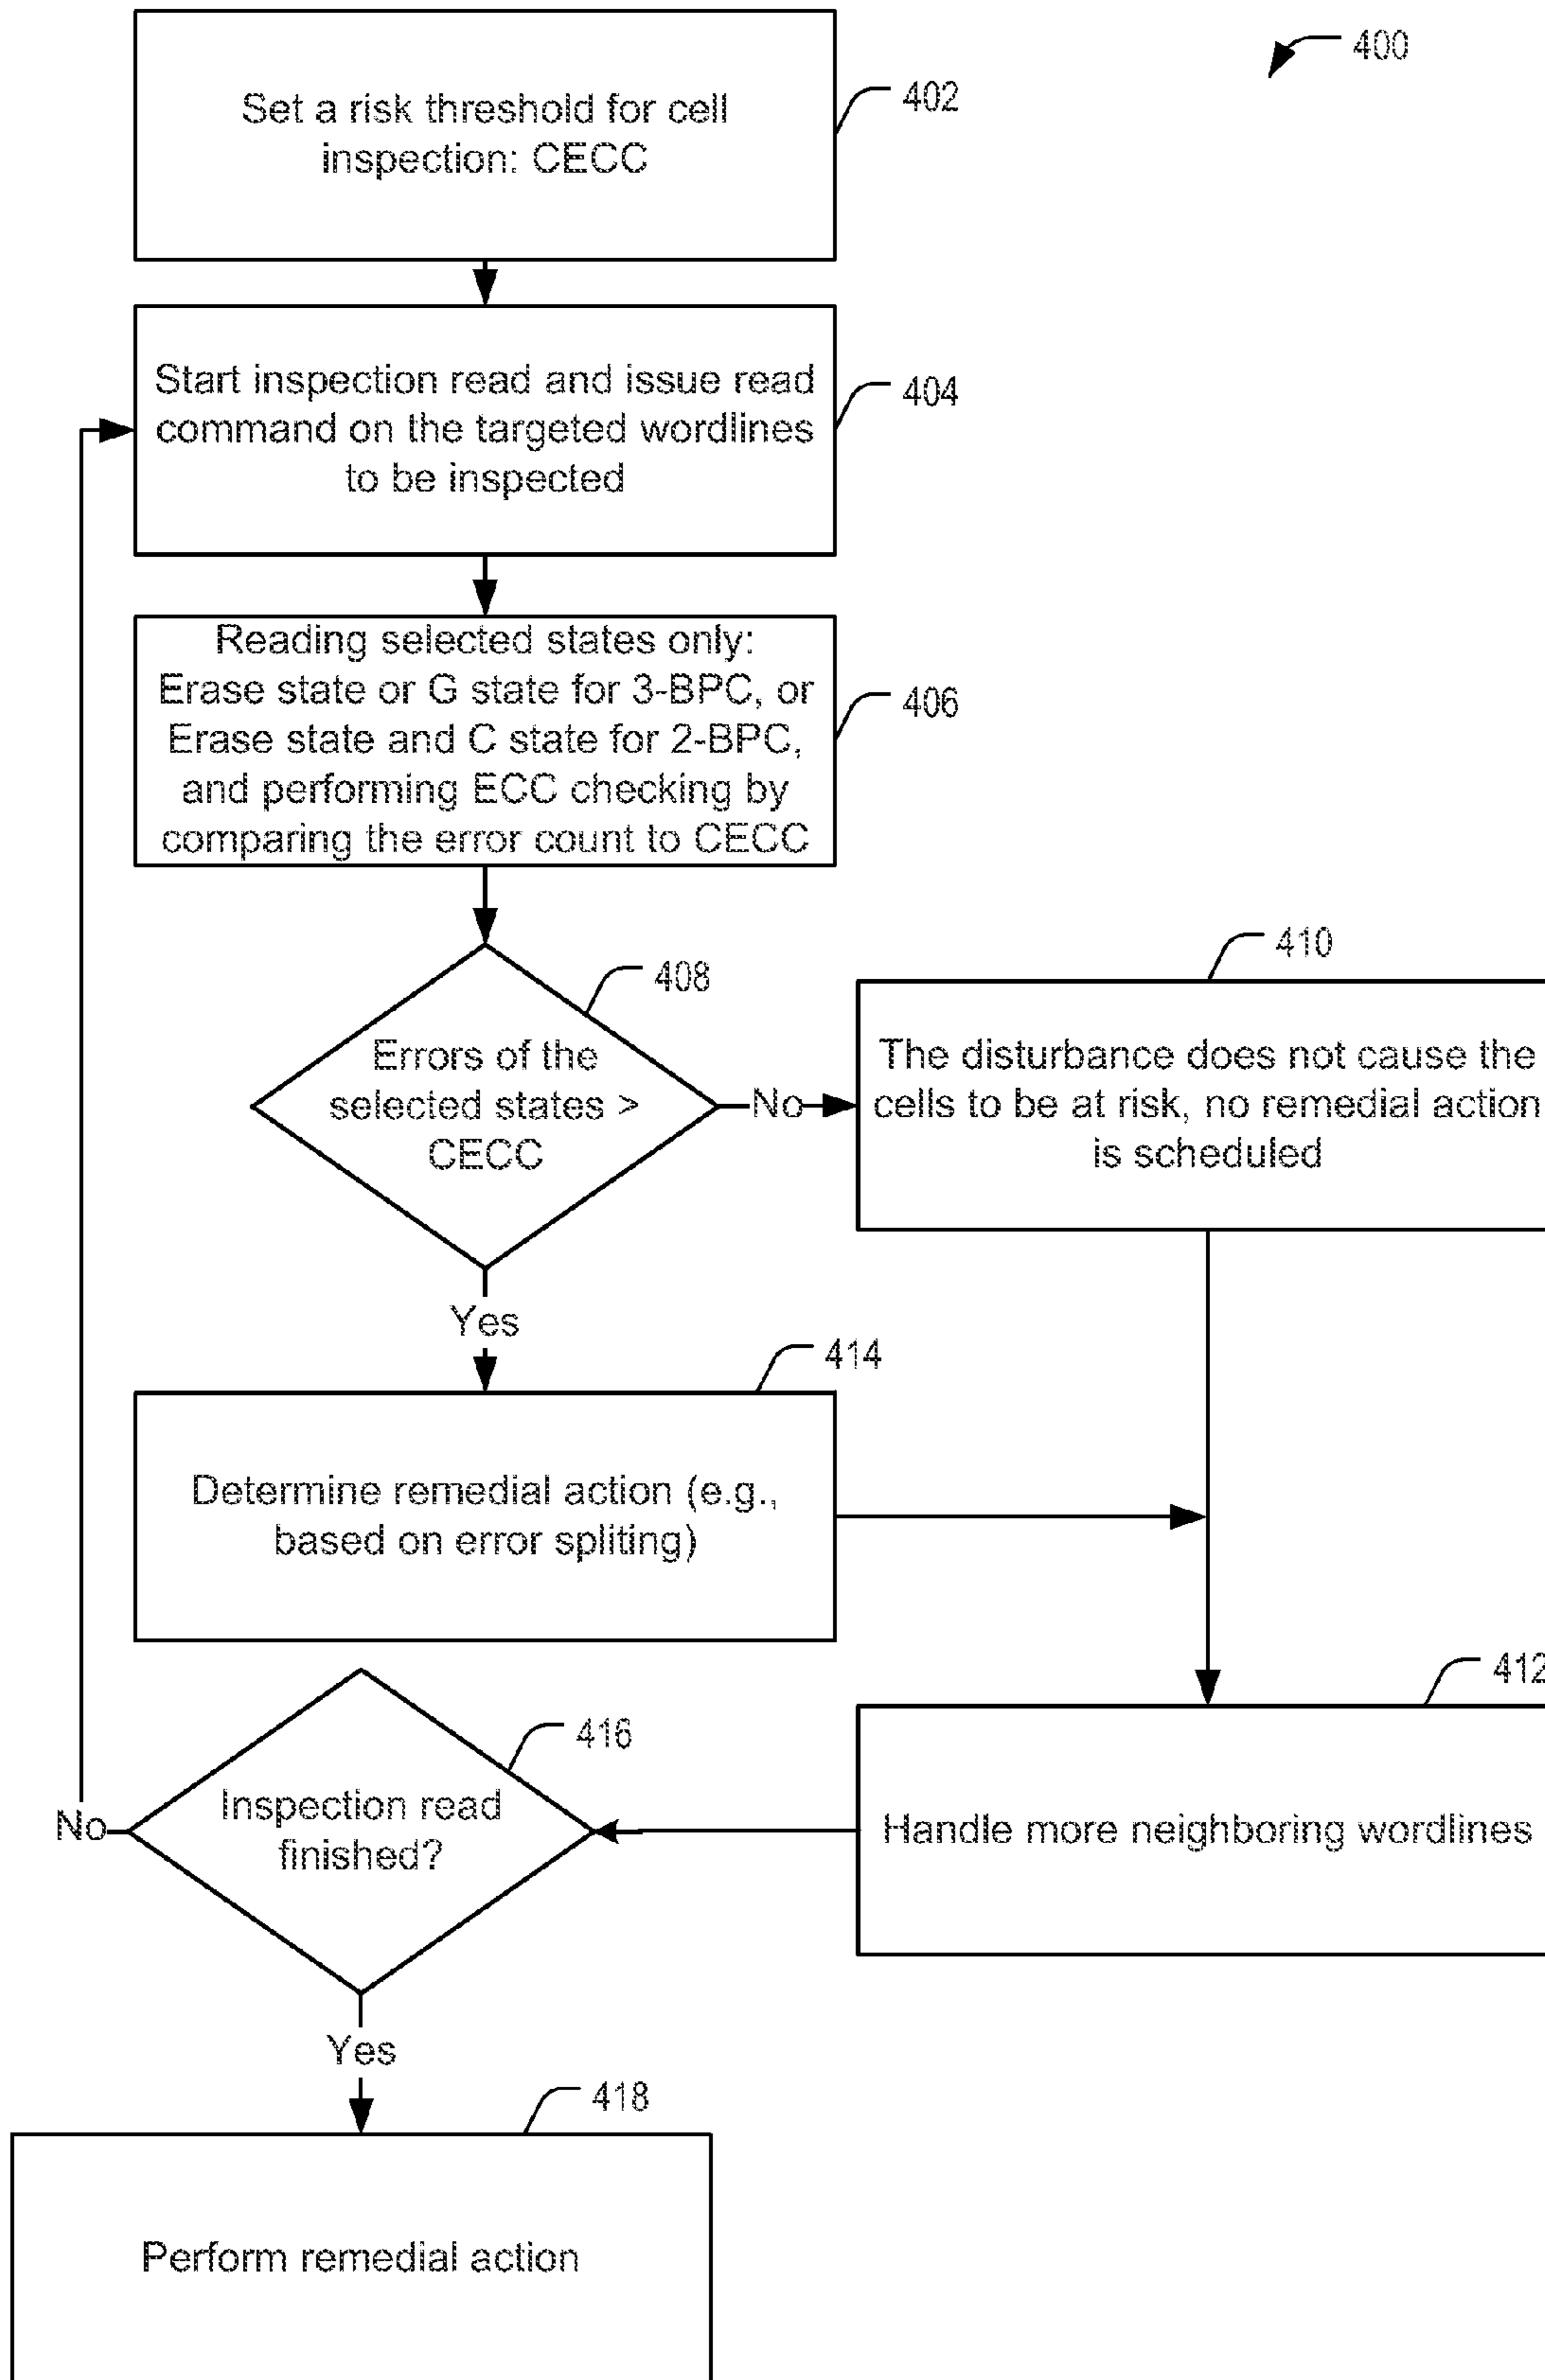 400
Set a risk threshold for cell
inspection: CECC
402
Start inspection read and issue read
command on the targeted wordlines
to be inspected
404
Reading selected states only:
Erase state or G state for 3-BPC, or
Erase state and C state for 2-BPC,
and performing ECC checking by
comparing the error count to CECC
406
408
Errors of the
selected states >
CECC
No
410
The disturbance does not cause the
cells to be at risk, no remedial action
is scheduled
Yes
414
Determine remedial action (e.g.,
based on error spliting)
412
Handle more neighboring wordlines
416
Inspection read
finished?
No
Yes
418
Perform remedial action